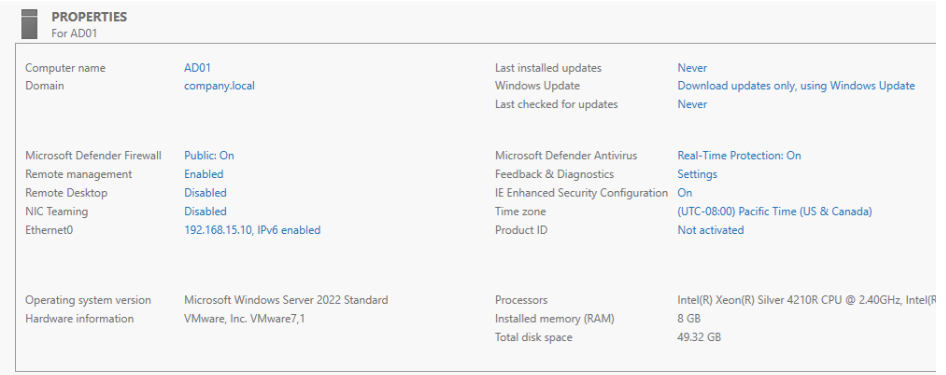 PROPERTIES
For AD01
Computer name AD01 Last installed updates Never
Domain company.local Windows Update Download updates only, using Windows Update
Last checked for updates Never
Microsoft Defender Firewall Public: On Microsoft Defender Antivirus Real-Time Protection: On
Remote management Enabled Feedback & Diagnostics Settings
Remote Desktop Disabled IE Enhanced Security Configuration On
NIC Teaming Disabled Time zone (UTC-08:00) Pacific Time (US & Canada)
Ethernet0 192.168.15.10, IPv6 enabled Product ID Not activated
Operating system version Microsoft Windows Server 2022 Standard Processors Intel(R) Xeon(R) Silver 4210R CPU @ 2.40GHz, Intel(R
Hardware information VMware, Inc. VMware7,1 Installed memory (RAM) 8 GB
Total disk space 49.32 GB